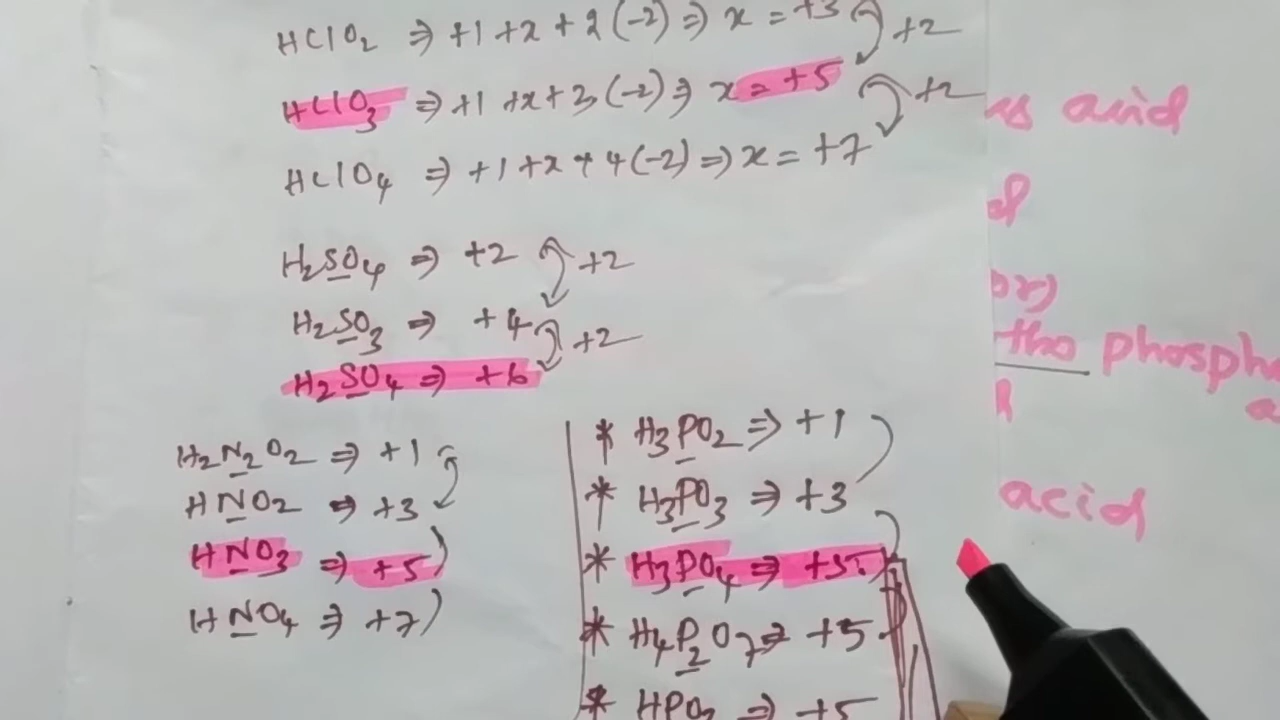 HClO2 ⇒ +1 + x + 2(-2) ⇒ x = +3 +2
HClO3 ⇒ +1 + x + 3(-2) ⇒ x = +5 +2
HClO4 ⇒ +1 + x + 4(-2) ⇒ x = +7
H2SO4 ⇒ +2 +2
H2SO3 ⇒ +4 +2
H2SO4 ⇒ +6
H2N2O2 ⇒ +1
HNO2 ⇒ +3
HNO3 ⇒ +5
HNO4 ⇒ +7
* H3PO2 ⇒ +1
* H3PO3 ⇒ +3
* H3PO4 ⇒ +5
* H4P2O7 ⇒ +5
* HPO3 ⇒ +5
acid
tho phosph
acid